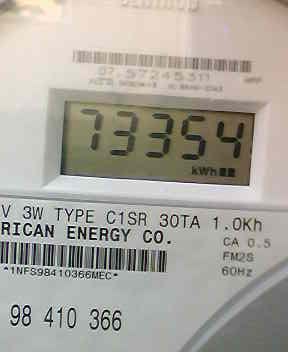 73354
kWh
V 3W TYPE C1SR 30TA 1.0Kh
RICAN ENERGY CO.
CA 0.5
FM2S
60Hz
*1NFS98410366MEC*
98 410 366